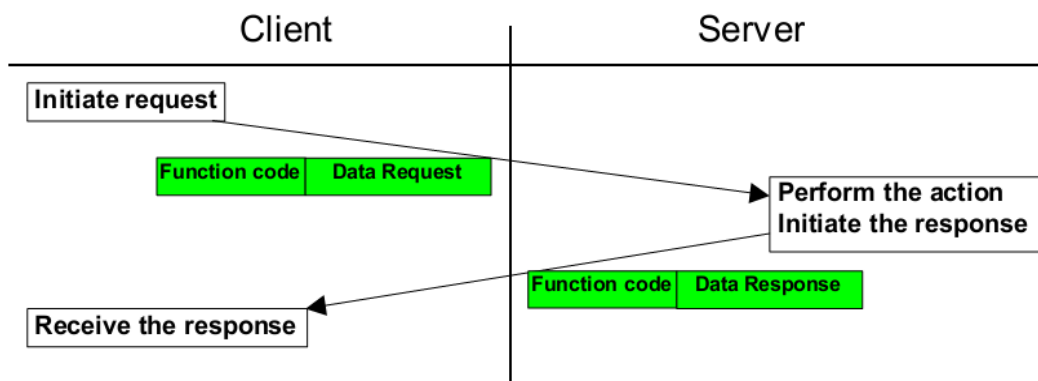 Client
Server
Initiate request
Function code
Data Request
Perform the action
Initiate the response
Function code
Data Response
Receive the response